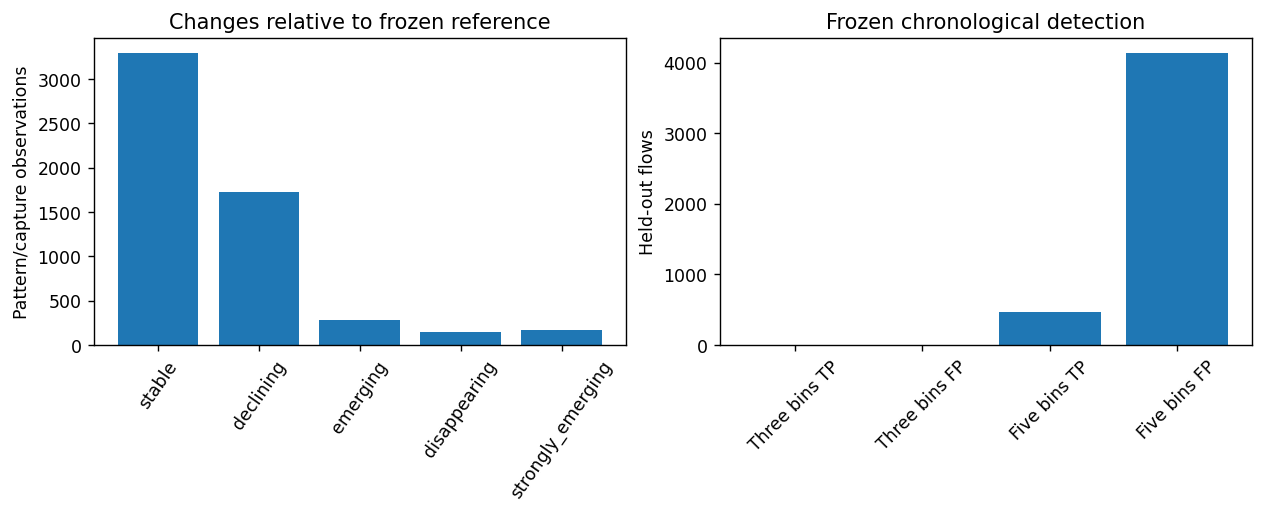 Changes relative to frozen reference
Pattern/capture observations
3000
2500
2000
1500
1000
500
0
stable
declining
emerging
disappearing
strongly_emerging
Frozen chronological detection
Held-out flows
4000
3000
2000
1000
0
Three bins TP
Three bins FP
Five bins TP
Five bins FP